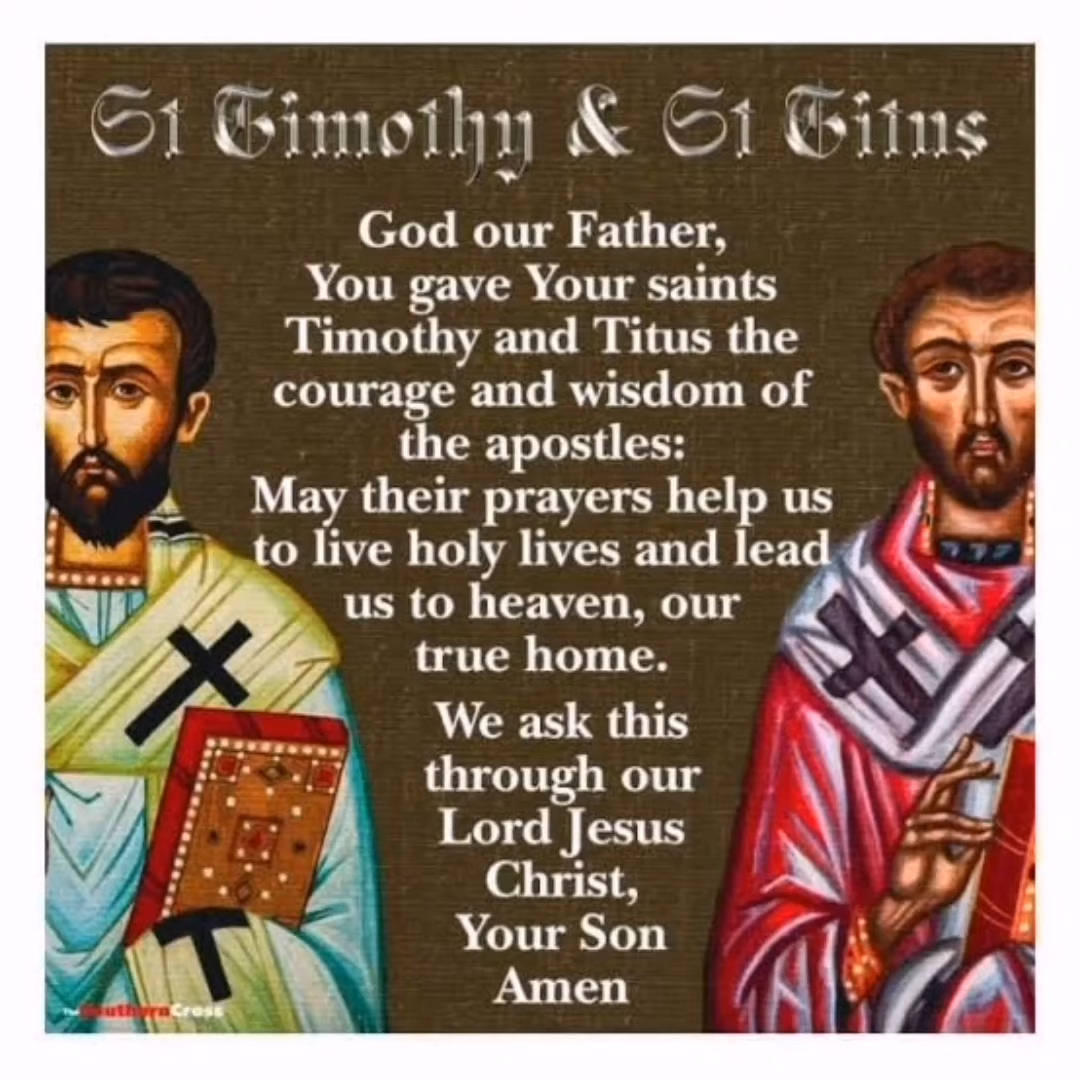 St Timothy & St Titus
God our Father,
You gave Your saints
Timothy and Titus the
courage and wisdom of
the apostles:
May their prayers help us
to live holy lives and lead
us to heaven, our
true home.
We ask this
through our
Lord Jesus
Christ,
Your Son
Amen
The SouthernCross